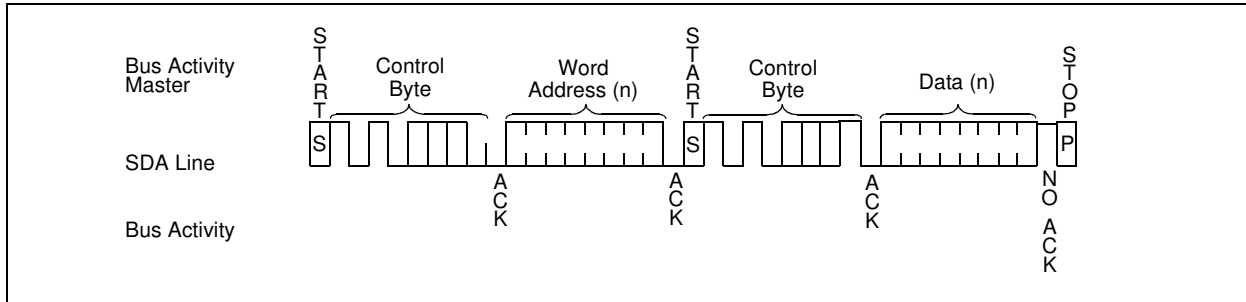 Bus Activity
Master
START
Control
Byte
Word
Address (n)
START
Control
Byte
Data (n)
STOP
SDA Line
S
S
P
ACK
ACK
ACK
NO ACK
Bus Activity